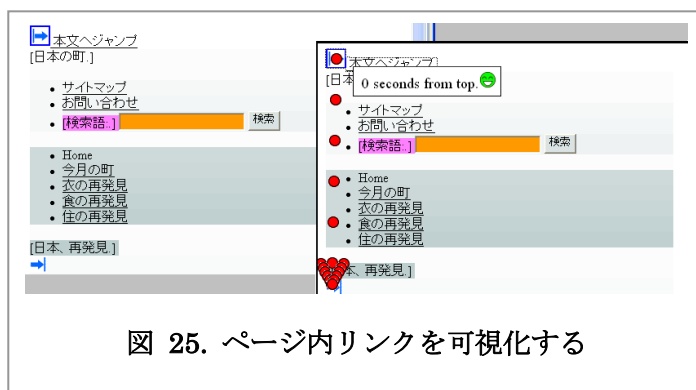 本文へジャンプ
[日本の町.]
サイトマップ
お問い合わせ
[検索語:.] 検索
Home
今月の町
衣の再発見
食の再発見
住の再発見
[日本、再発見.]
本文へジャンプ
[日本
0 seconds from top.
サイトマップ
お問い合わせ
[検索語:.] 検索
Home
今月の町
衣の再発見
食の再発見
住の再発見
本、再発見.]
図 25. ページ内リンクを可視化する